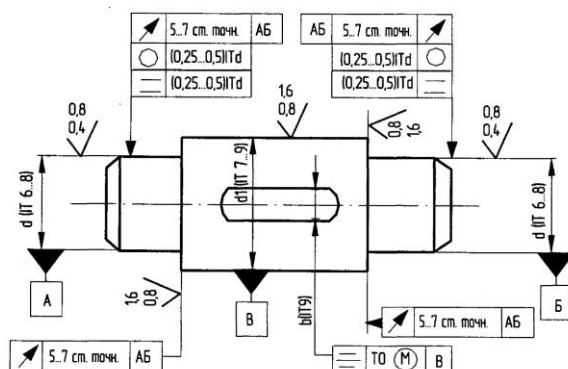 5...7 ст. точн. АБ
(0,25...0,5)ITd
(0,25...0,5)ITd
АБ 5...7 ст. точн.
(0,25...0,5)ITd
(0,25...0,5)ITd
0,8
0,4
1,6
0,8
0,8
1,6
0,8
0,4
d (IT 6...8)
d1 (IT 7...9)
d (IT 6...8)
А
1,6
0,8
В
b(IT9)
Б
5...7 ст. точн. АБ
5...7 ст. точн. АБ
ТО М В